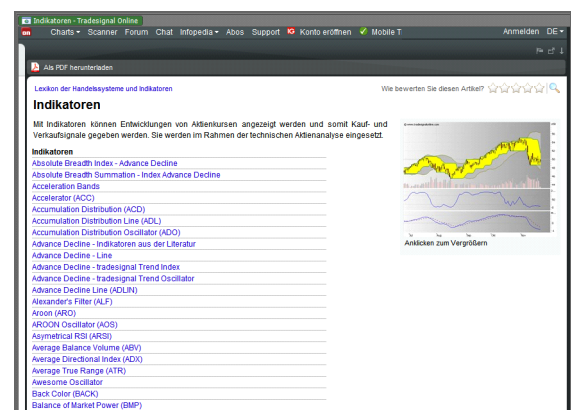 Indikatoren - Tradesignal Online
Charts Scanner Forum Chat Infopedia Abos Support Konto eröffnen Mobile T Anmelden DE
Als PDF herunterladen
Lexikon der Handelssysteme und Indikatoren
Wie bewerten Sie diesen Artikel?
Indikatoren
Mit Indikatoren können Entwicklungen von Aktienkursen angezeigt werden und somit Kauf- und
Verkaufsignale gegeben werden. Sie werden im Rahmen der technischen Aktienanalyse eingesetzt.
Indikatoren
Absolute Breadth Index - Advance Decline
Absolute Breadth Summation - Index Advance Decline
Acceleration Bands
Accelerator (ACC)
Accumulation Distribution (ACD)
Accumulation Distribution Line (ADL)
Accumulation Distribution Oscillator (ADO)
Advance Decline - Indikatoren aus der Literatur
Advance Decline - Line
Advance Decline - tradesignal Trend Index
Advance Decline - tradesignal Trend Oscillator
Advance Decline Line (ADLIN)
Alexander's Filter (ALF)
Aroon (ARO)
AROON Oscillator (AOS)
Asymetrical RSI (ARSI)
Average Balance Volume (ABV)
Average Directional Index (ADX)
Average True Range (ATR)
Awesome Oscillator
Back Color (BACK)
Balance of Market Power (BMP)
Anklicken zum Vergrößern